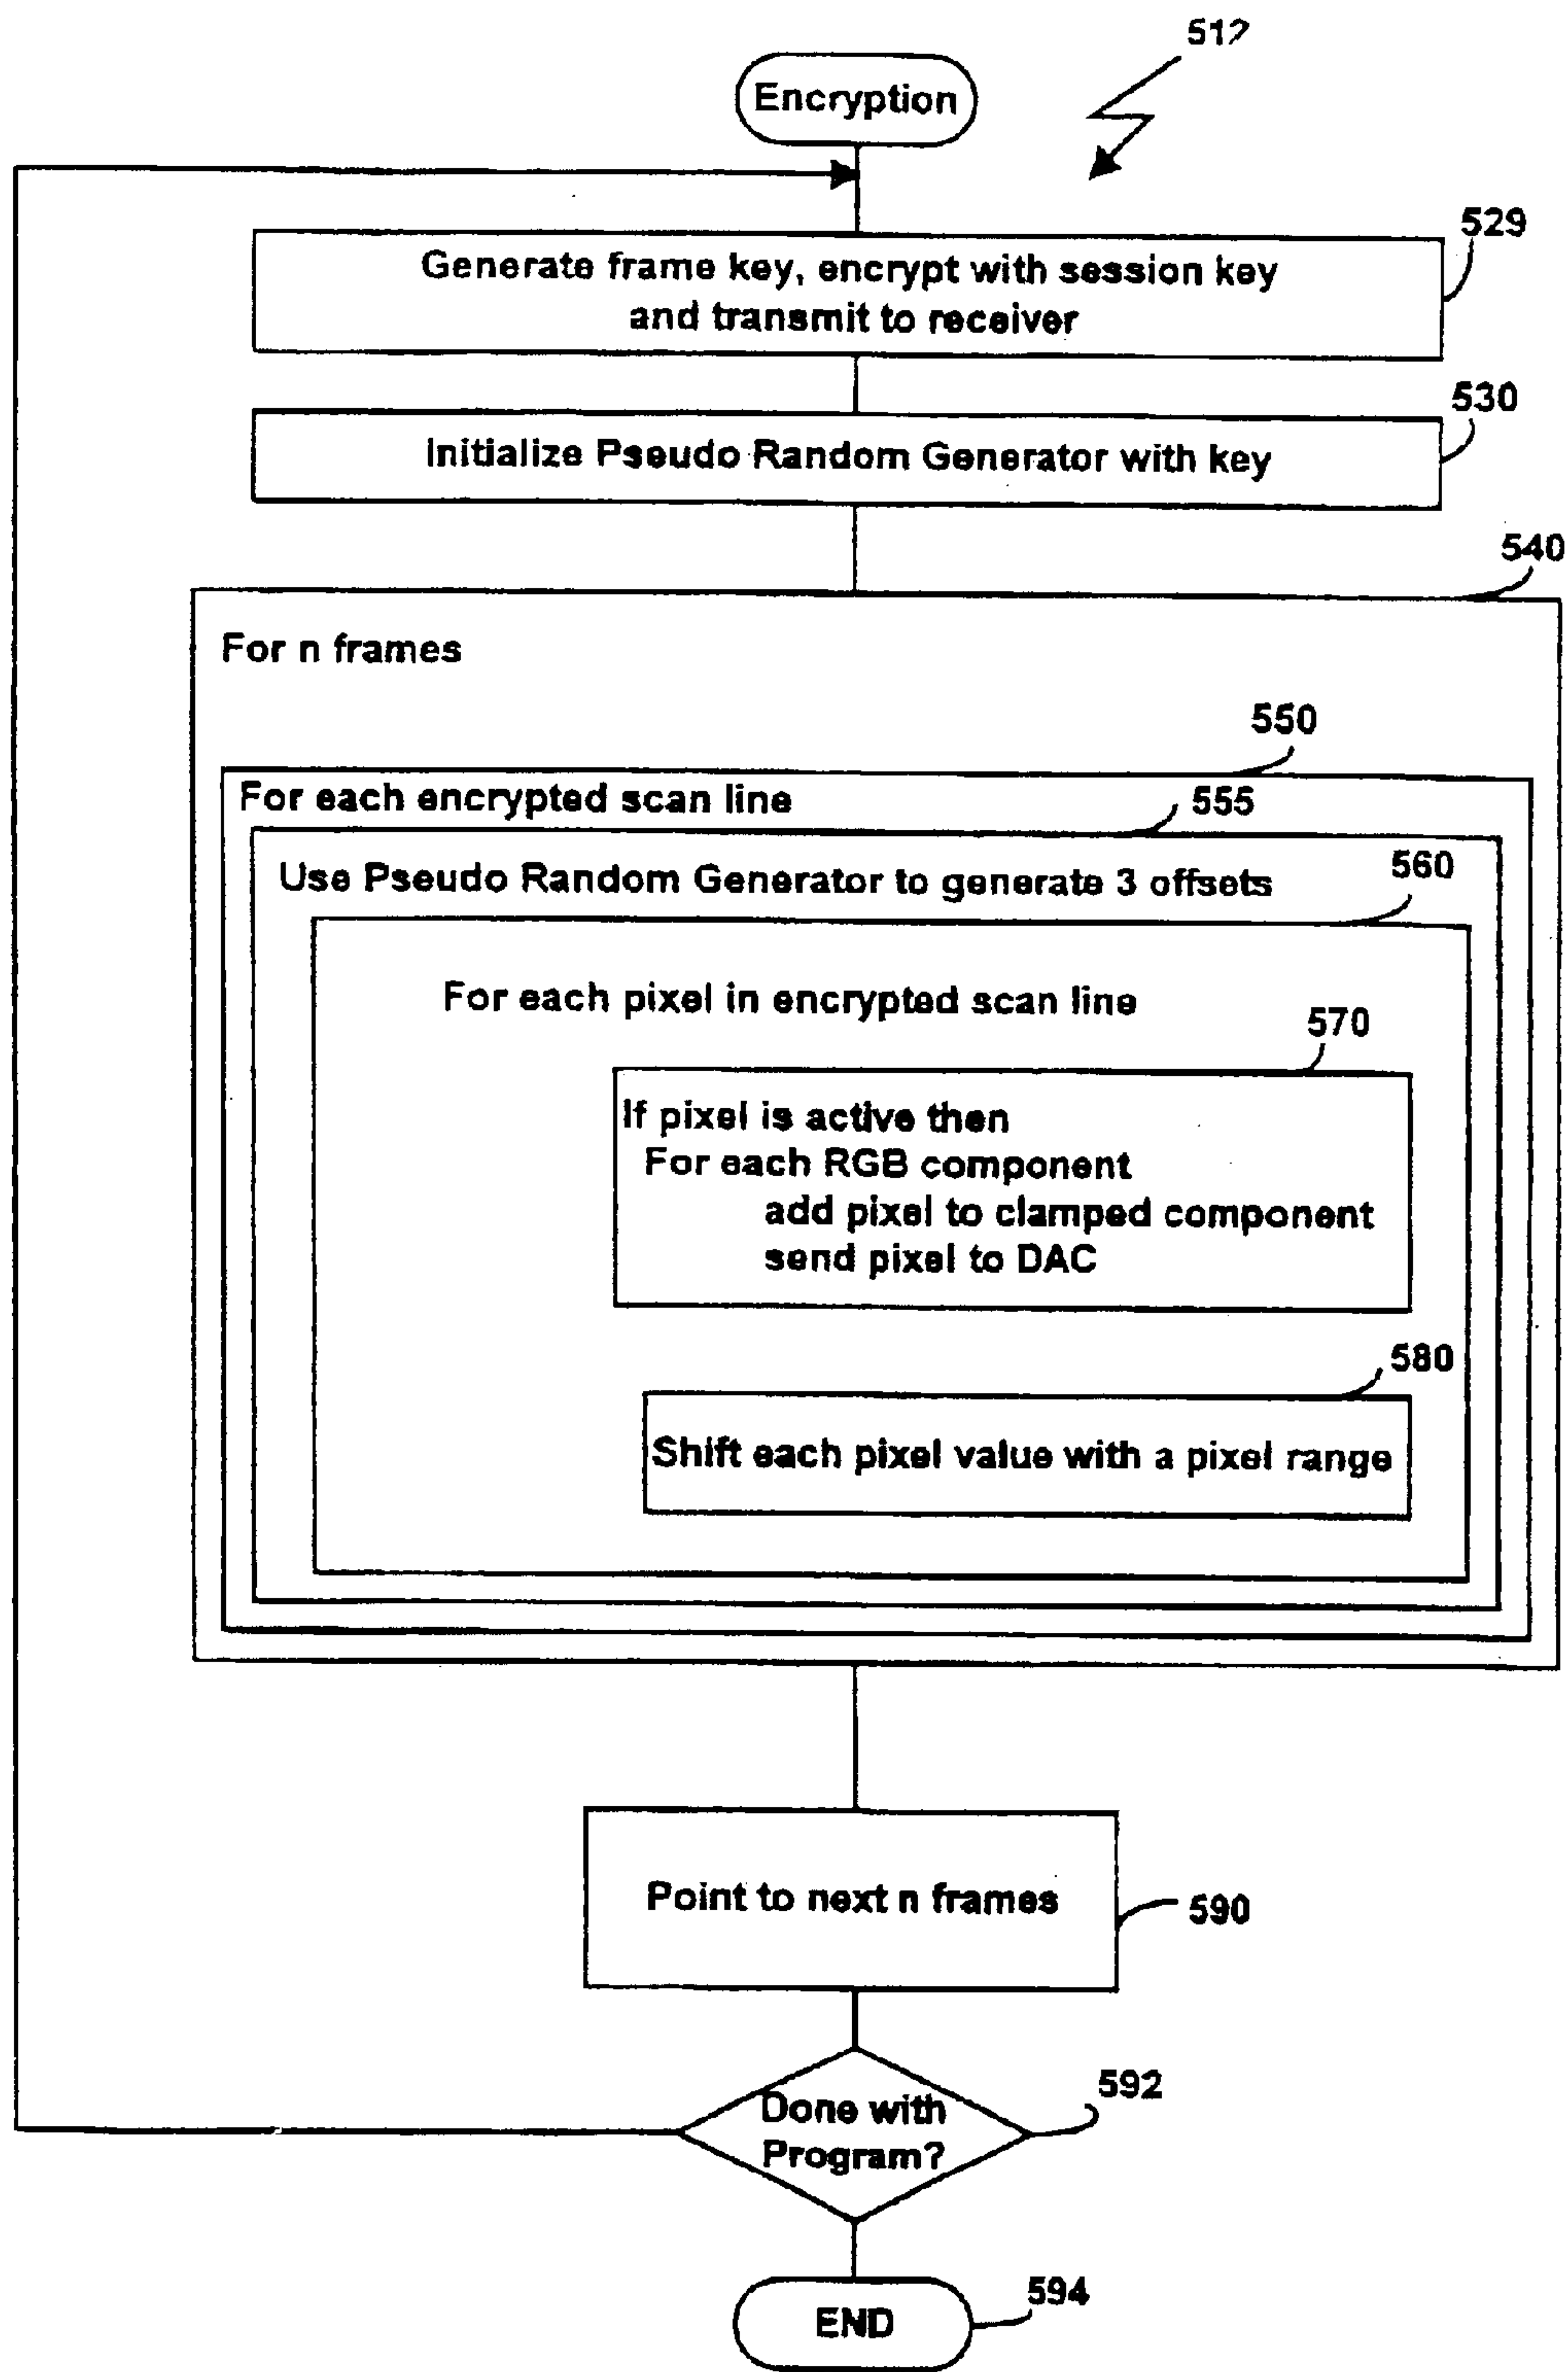 512
Encryption
529
Generate frame key, encrypt with session key
and transmit to receiver
530
Initialize Pseudo Random Generator with key
540
For n frames
550
For each encrypted scan line
555
Use Pseudo Random Generator to generate 3 offsets
560
For each pixel in encrypted scan line
570
If pixel is active then
For each RGB component
add pixel to clamped component
send pixel to DAC
580
Shift each pixel value with a pixel range
Point to next n frames
590
592
Done with
Program?
594
END